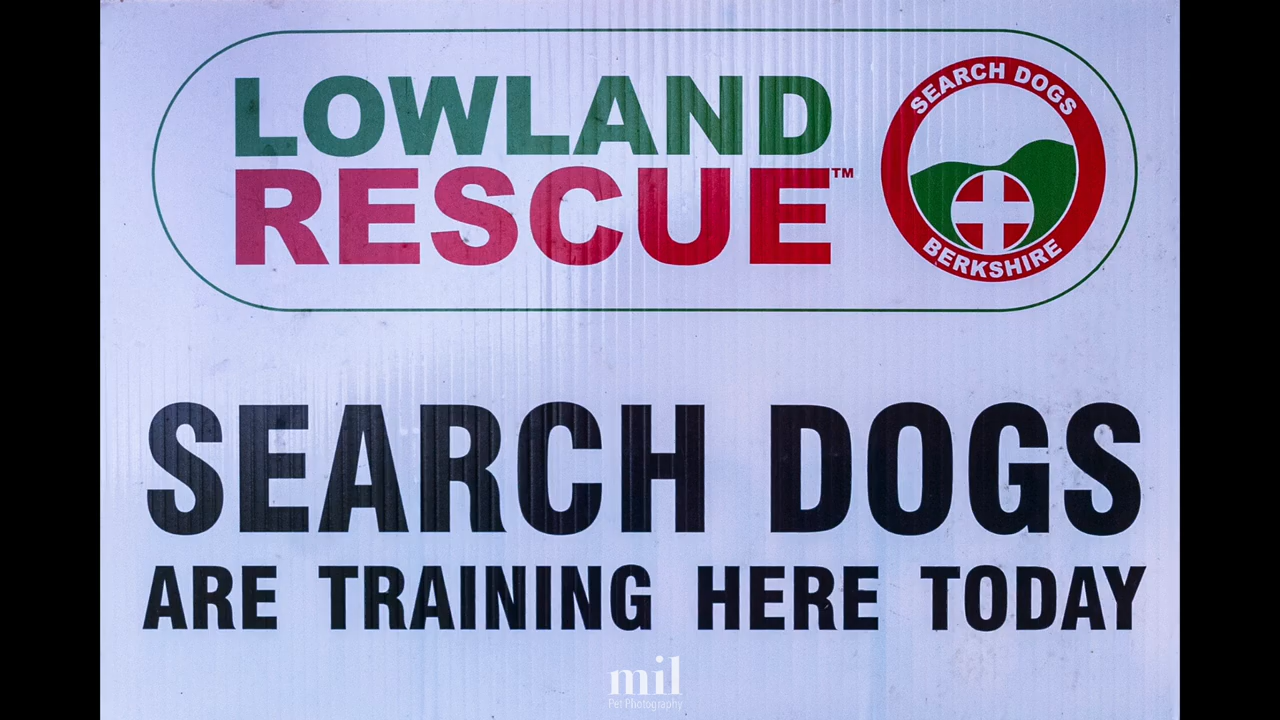 LOWLAND
RESCUE™
SEARCH DOGS
BERKSHIRE
SEARCH DOGS
ARE TRAINING HERE TODAY
mil
Pet Photography